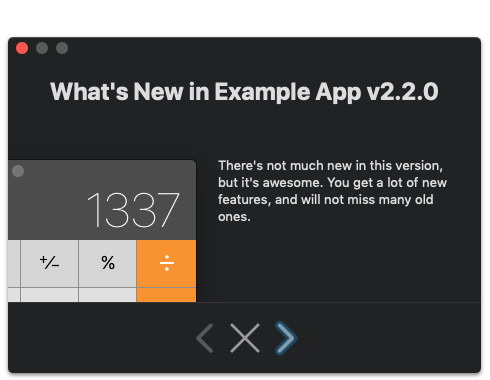 What's New in Example App v2.2.0
There's not much new in this version,
but it's awesome. You get a lot of new
features, and will not miss many old
ones.
1337
⁺∕₋ % ÷